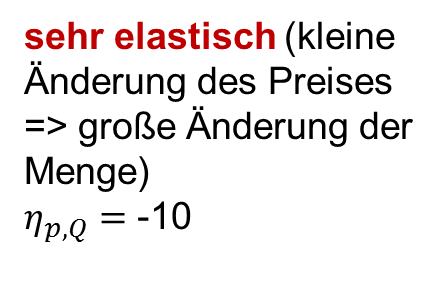 sehr elastisch (kleine
Änderung des Preises
=> große Änderung der
Menge)
𝜂𝑝,𝑄 = -10